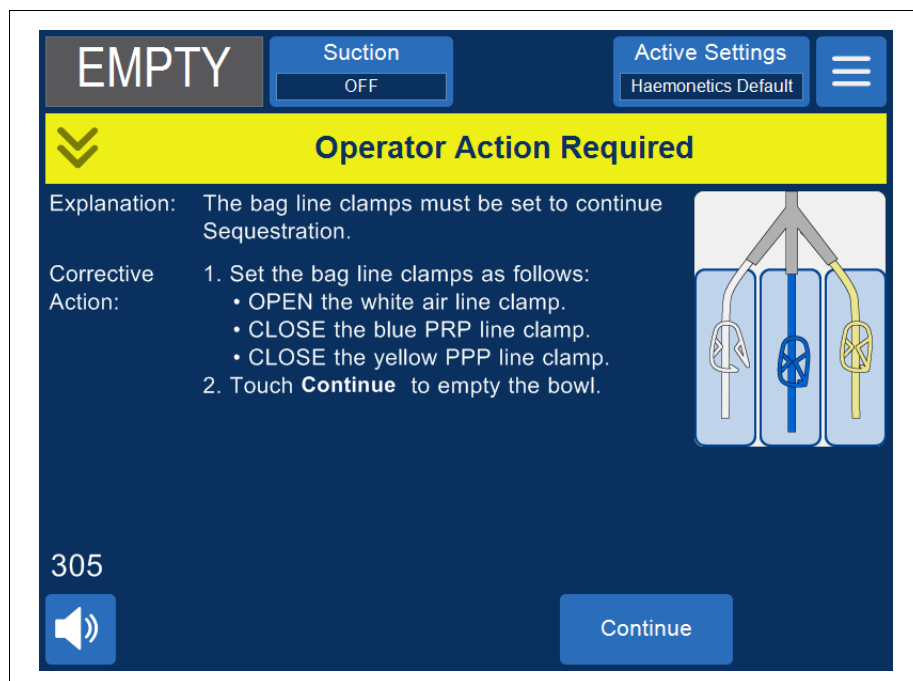 EMPTY
Suction
OFF
Active Settings
Haemonetics Default
Operator Action Required
Explanation: The bag line clamps must be set to continue
Sequestration.
Corrective 1. Set the bag line clamps as follows:
Action: • OPEN the white air line clamp.
• CLOSE the blue PRP line clamp.
• CLOSE the yellow PPP line clamp.
2. Touch Continue to empty the bowl.
305
Continue